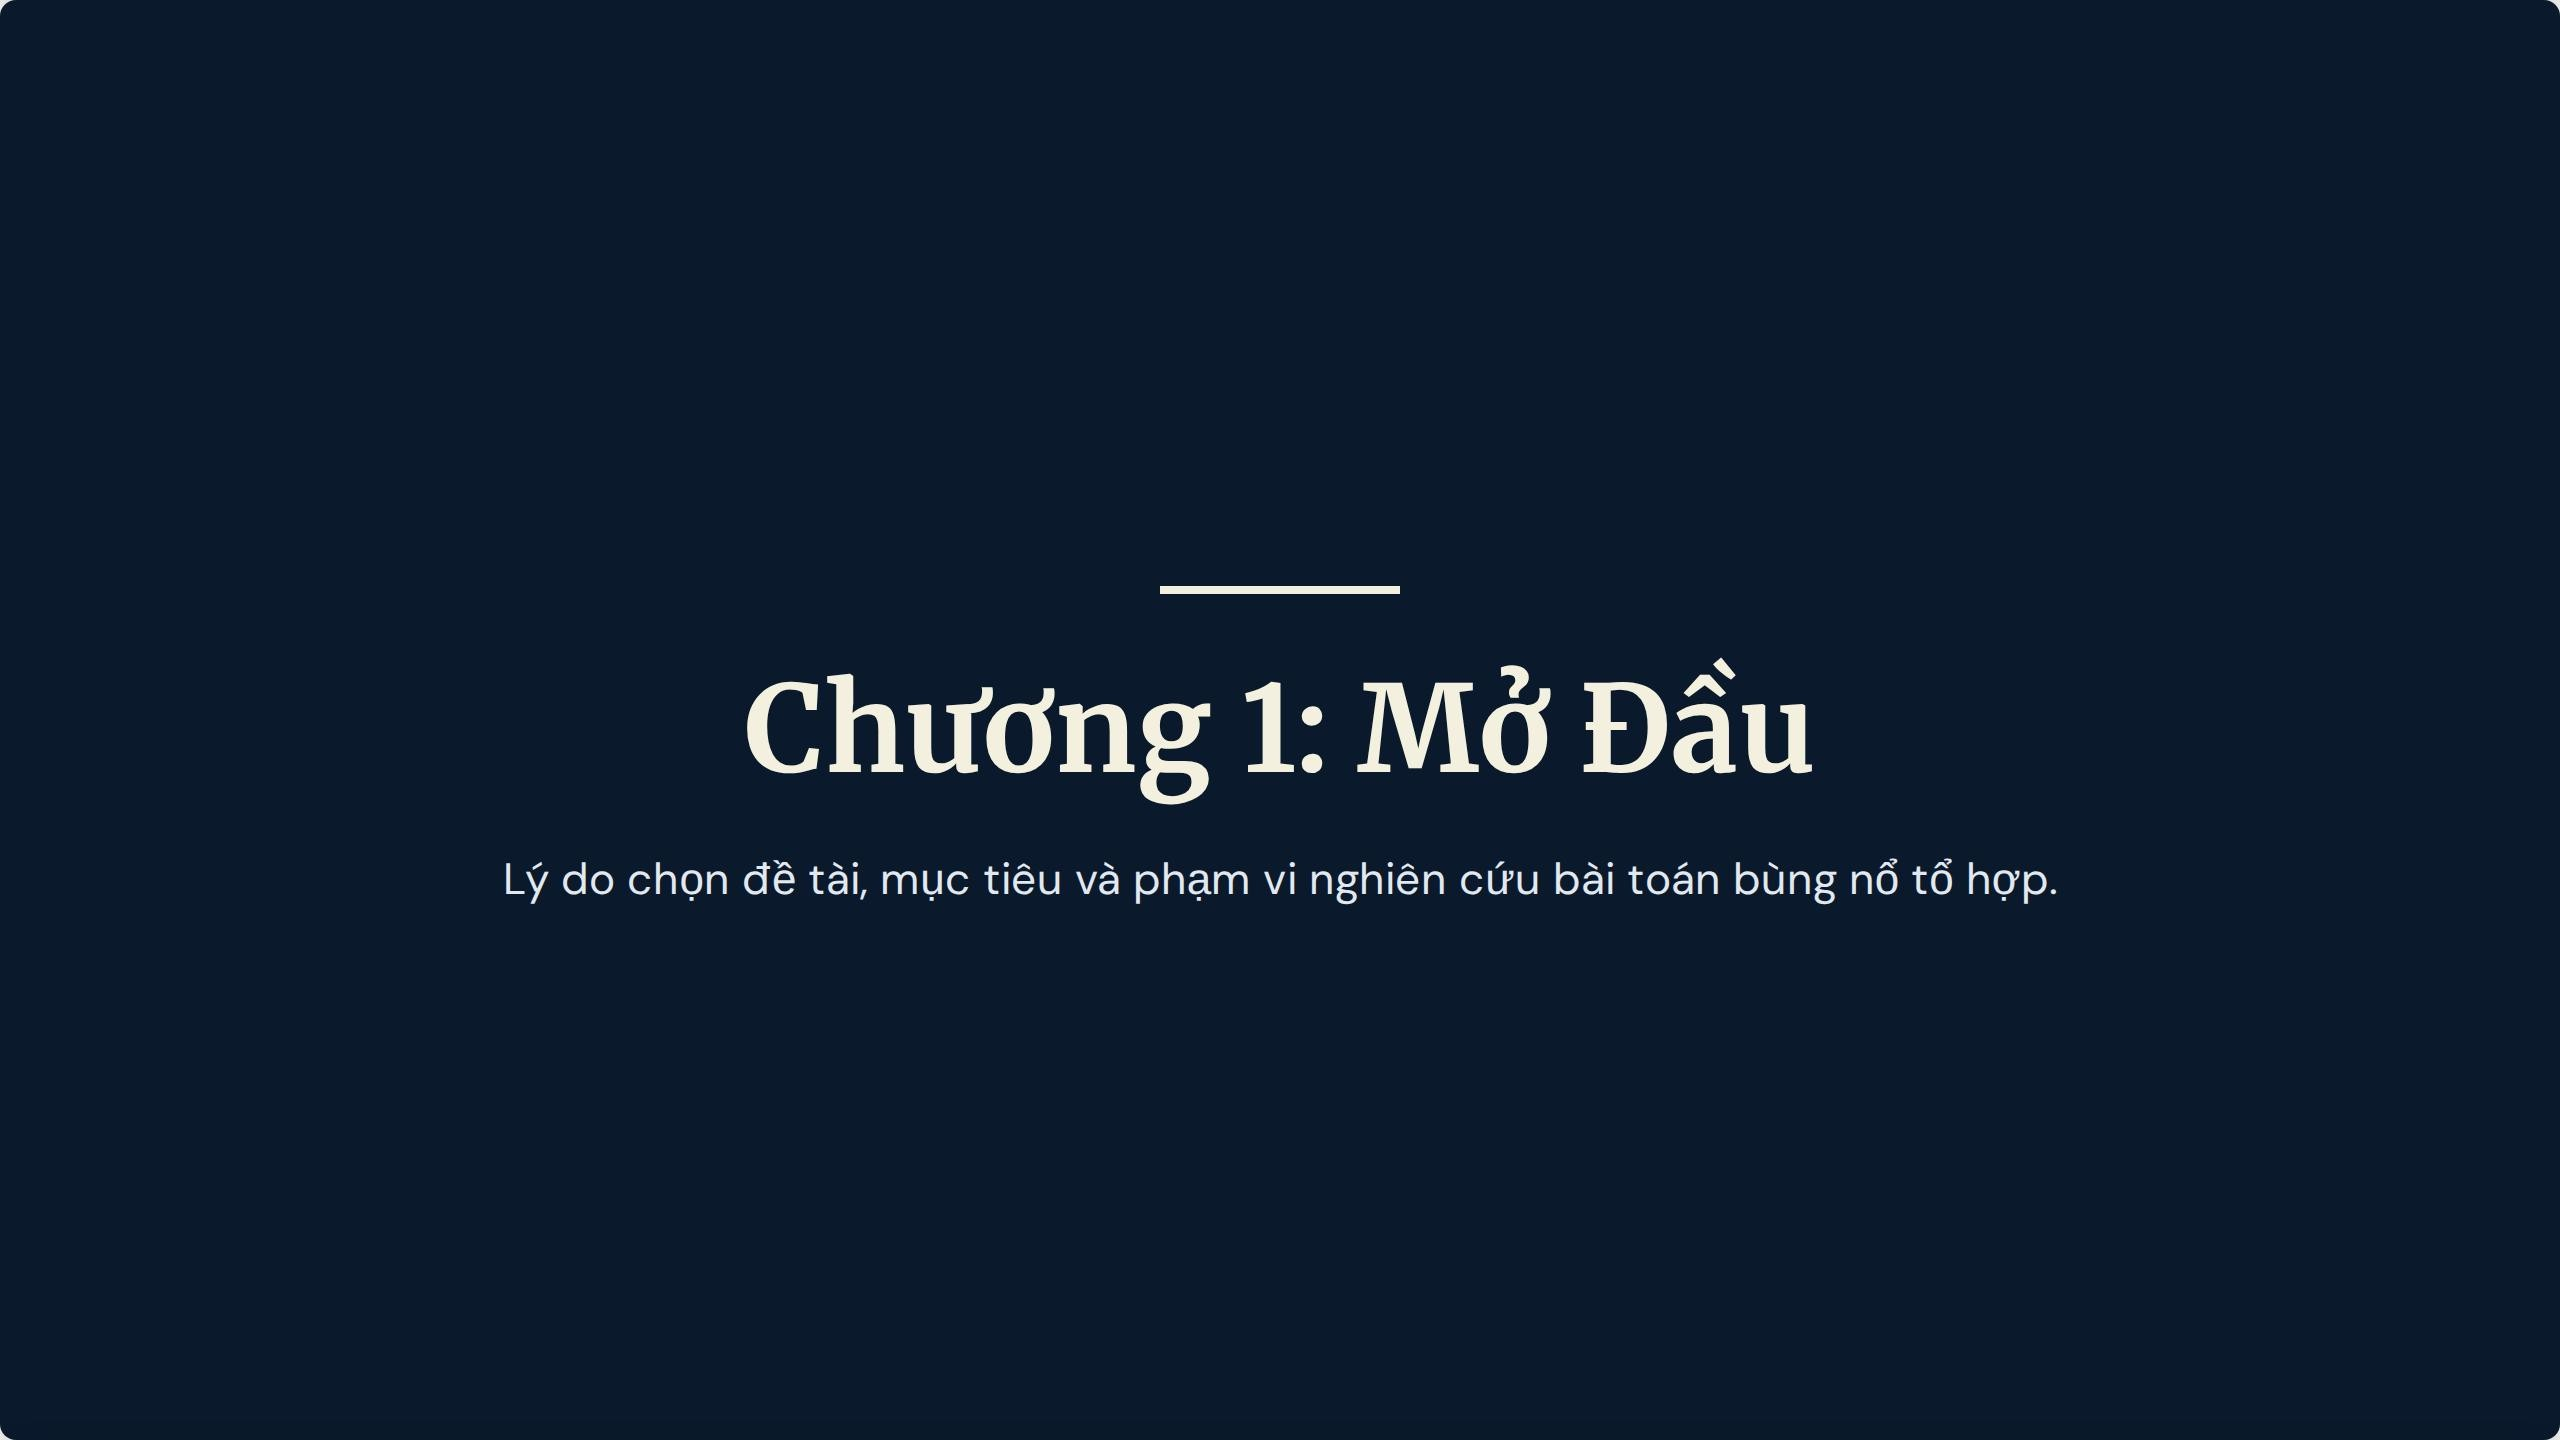 Chương 1: Mở Đầu
Lý do chọn đề tài, mục tiêu và phạm vi nghiên cứu bài toán bùng nổ tổ hợp.